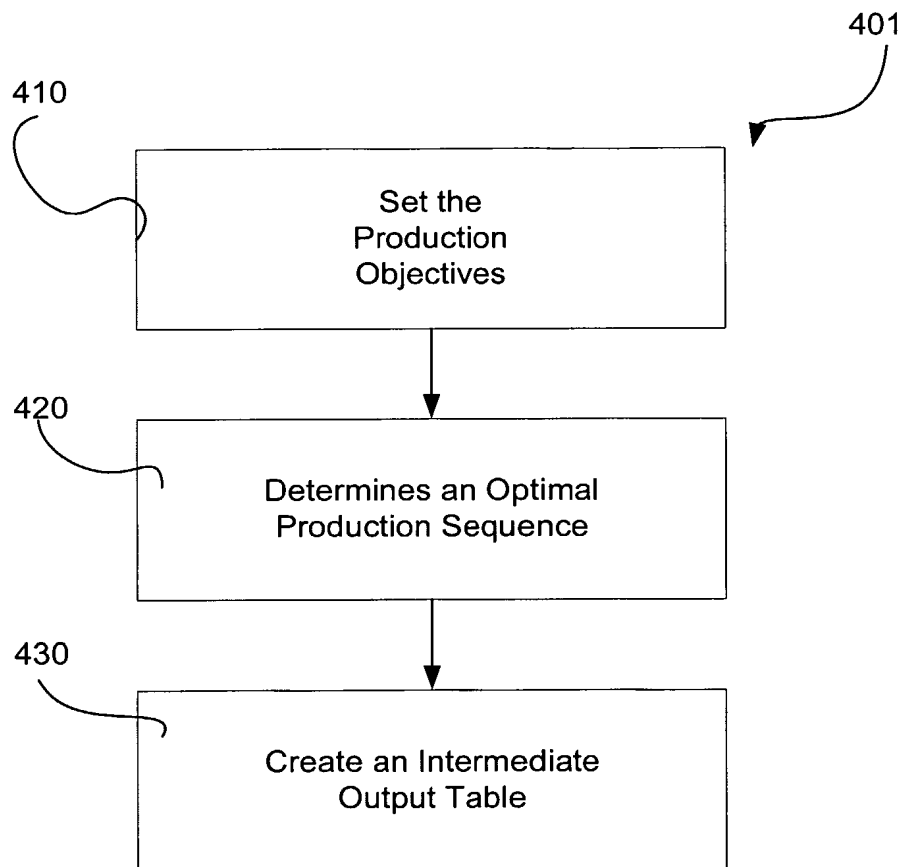 401
410
Set the
Production
Objectives
420
Determines an Optimal
Production Sequence
430
Create an Intermediate
Output Table